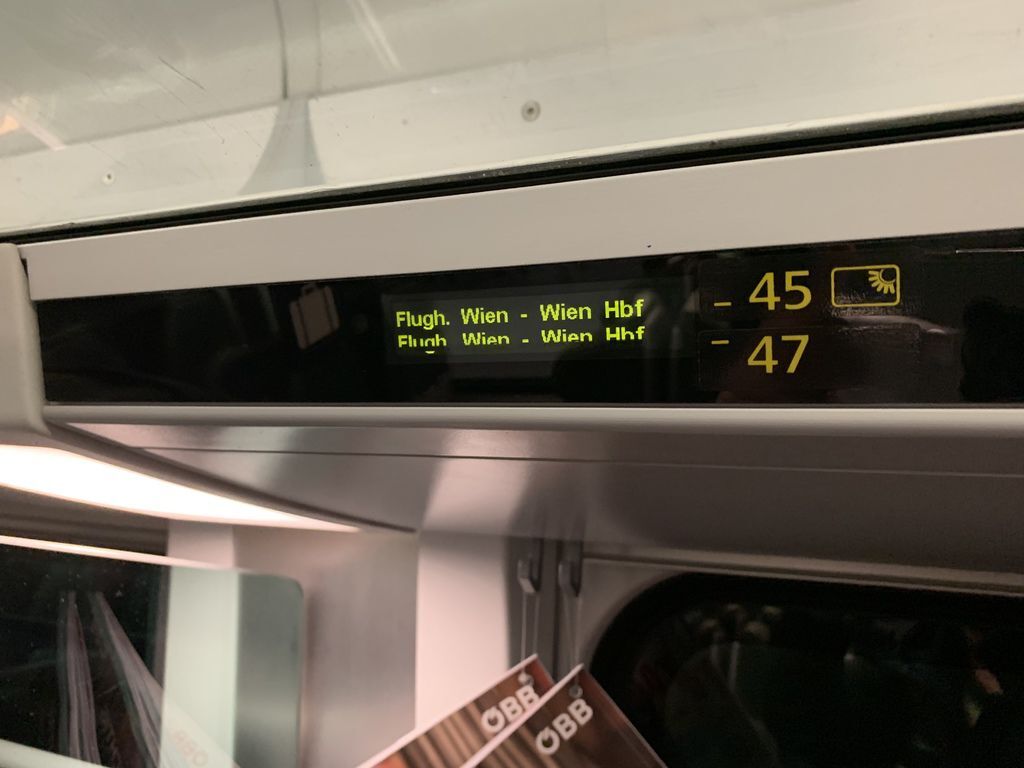 Flugh. Wien - Wien Hbf
Flugh. Wien - Wien Hbf
45
47
ÖBB
ÖBB